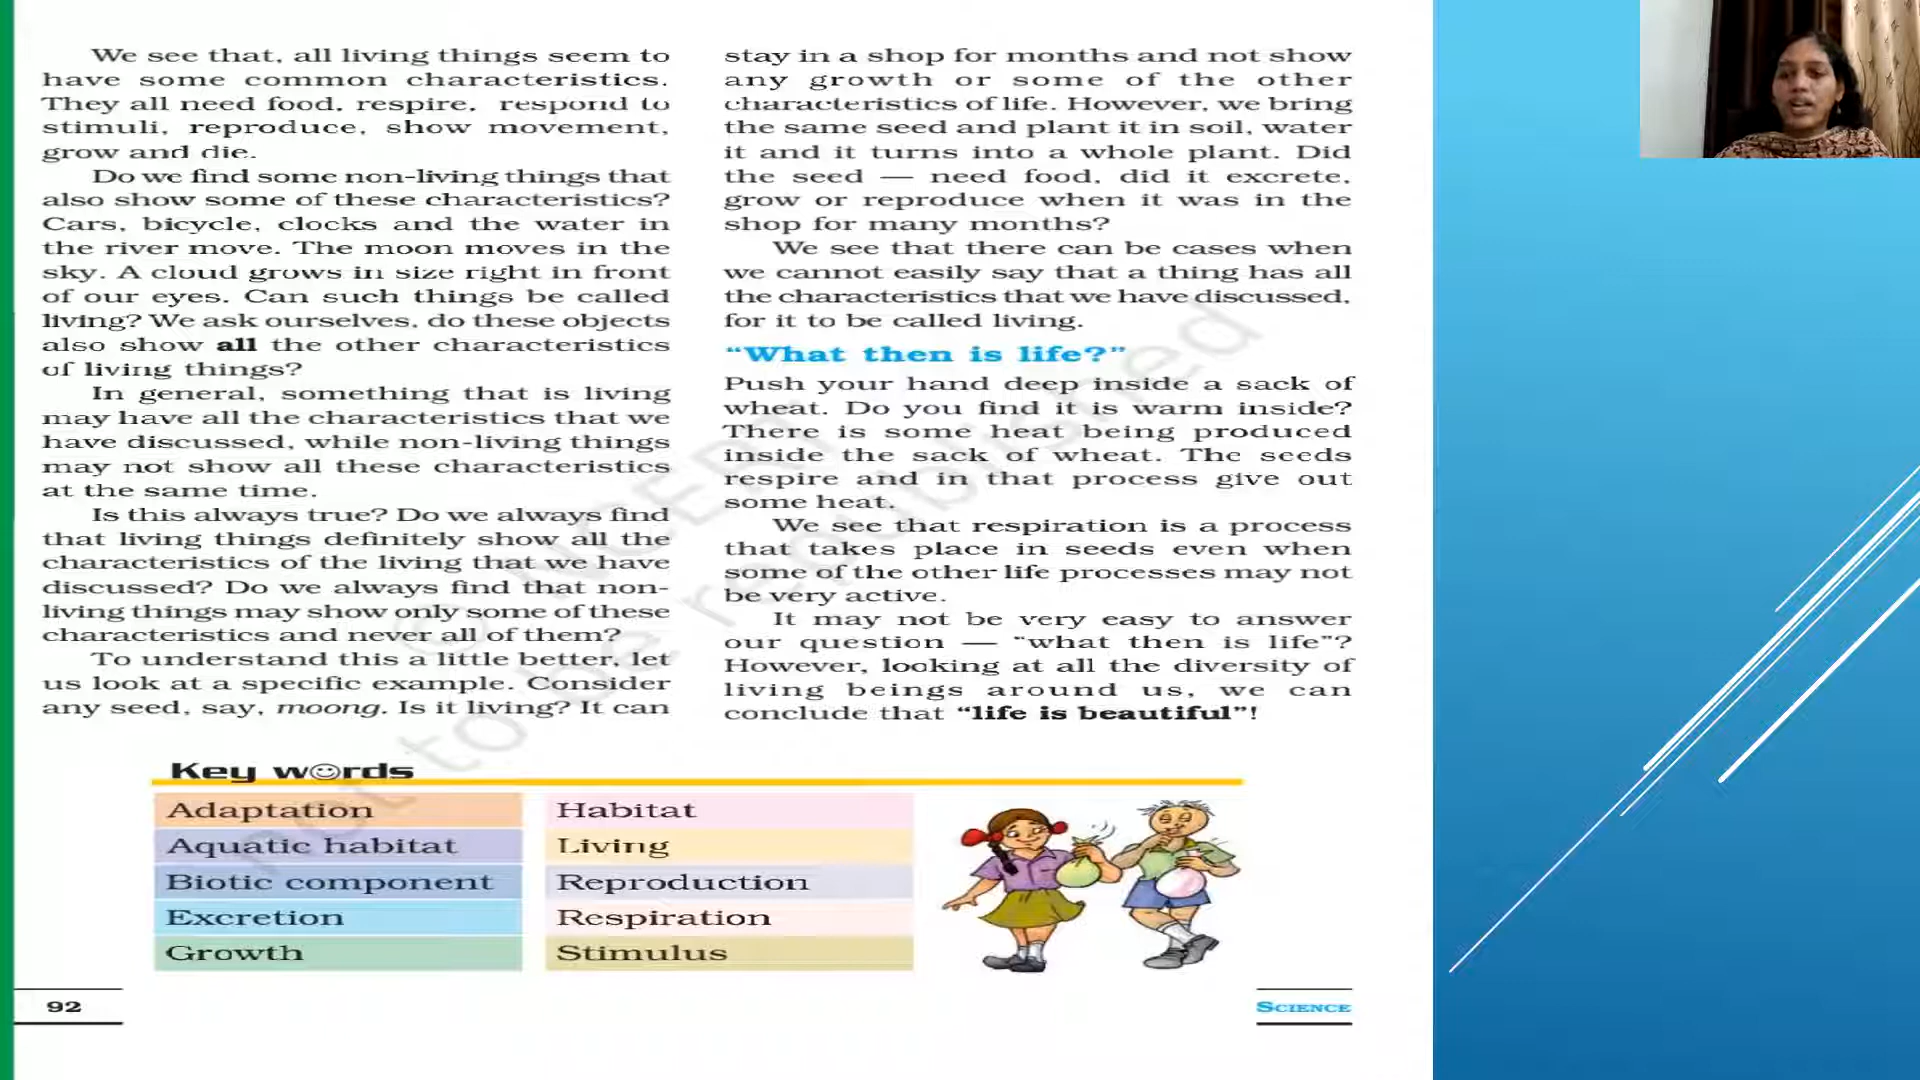 We see that, all living things seem to
have some common characteristics.
They all need food, respire, respond to
stimuli, reproduce, show movement,
grow and die.
Do we find some non-living things that
also show some of these characteristics?
Cars, bicycle, clocks and the water in
the river move. The moon moves in the
sky. A cloud grows in size right in front
of our eyes. Can such things be called
living? We ask ourselves, do these objects
also show all the other characteristics
of living things?
In general, something that is living
may have all the characteristics that we
have discussed, while non-living things
may not show all these characteristics
at the same time.
Is this always true? Do we always find
that living things definitely show all the
characteristics of the living that we have
discussed? Do we always find that non-
living things may show only some of these
characteristics and never all of them?
To understand this a little better, let
us look at a specific example. Consider
any seed, say, moong. Is it living? It can
stay in a shop for months and not show
any growth or some of the other
characteristics of life. However, we bring
the same seed and plant it in soil, water
it and it turns into a whole plant. Did
the seed — need food, did it excrete,
grow or reproduce when it was in the
shop for many months?
We see that there can be cases when
we cannot easily say that a thing has all
the characteristics that we have discussed,
for it to be called living.
“What then is life?”
Push your hand deep inside a sack of
wheat. Do you find it is warm inside?
There is some heat being produced
inside the sack of wheat. The seeds
respire and in that process give out
some heat.
We see that respiration is a process
that takes place in seeds even when
some of the other life processes may not
be very active.
It may not be very easy to answer
our question — “what then is life”?
However, looking at all the diversity of
living beings around us, we can
conclude that “life is beautiful”!
© NCERT
not to be republished
Key words
Adaptation
Aquatic habitat
Biotic component
Excretion
Growth
Habitat
Living
Reproduction
Respiration
Stimulus
92
SCIENCE